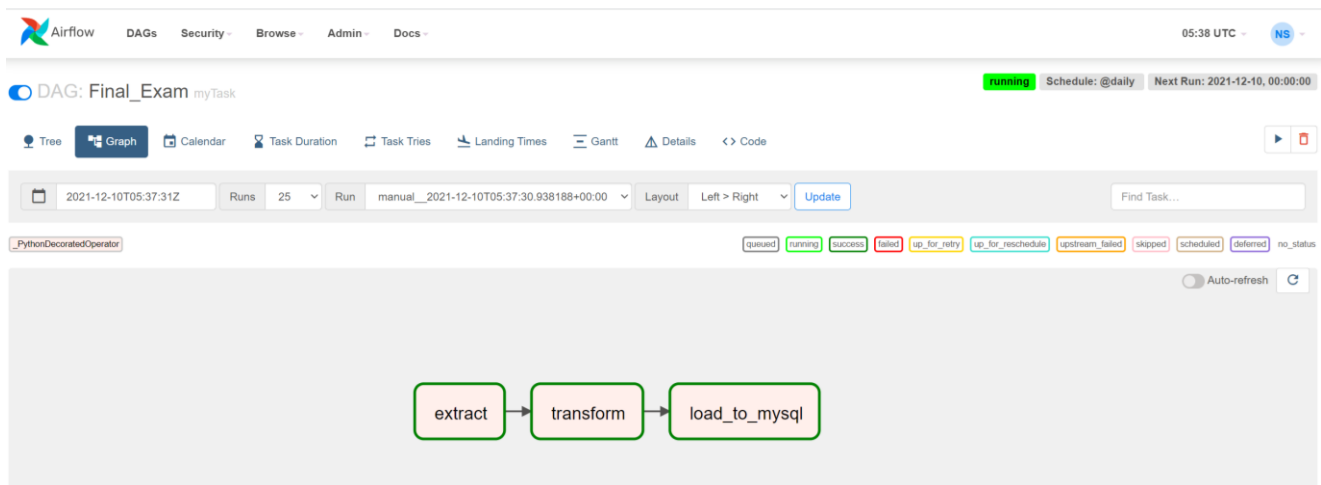 Airflow DAGs Security Browse Admin Docs 05:38 UTC NS
DAG: Final_Exam myTask running Schedule: @daily Next Run: 2021-12-10, 00:00:00
Tree Graph Calendar Task Duration Task Tries Landing Times Gantt Details <> Code
2021-12-10T05:37:31Z Runs 25 Run manual__2021-12-10T05:37:30.938188+00:00 Layout Left > Right Update Find Task...
_PythonDecoratedOperator queued running success failed up_for_retry up_for_reschedule upstream_failed skipped scheduled deferred no_status
Auto-refresh
extract transform load_to_mysql